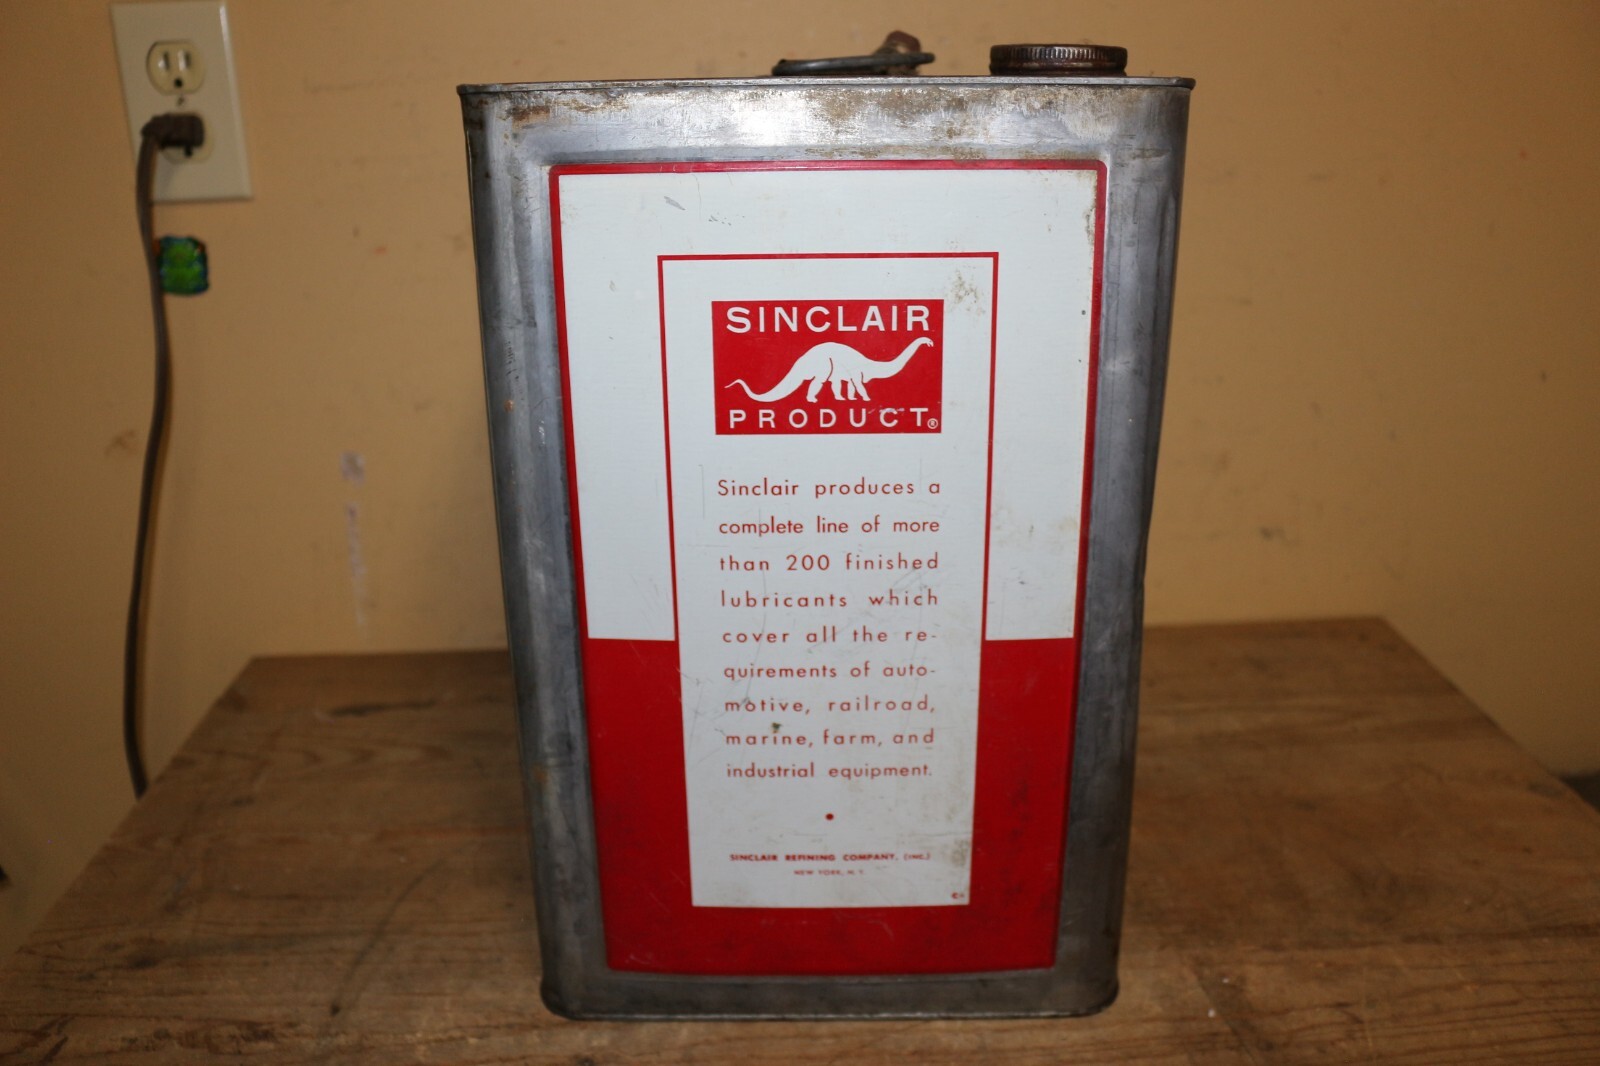 SINCLAIR
PRODUCT®
Sinclair produces a
complete line of more
than 200 finished
lubricants which
cover all the re-
quirements of auto-
motive, railroad,
marine, farm, and
industrial equipment.
SINCLAIR REFINING COMPANY, (INC.)
NEW YORK, N. Y.